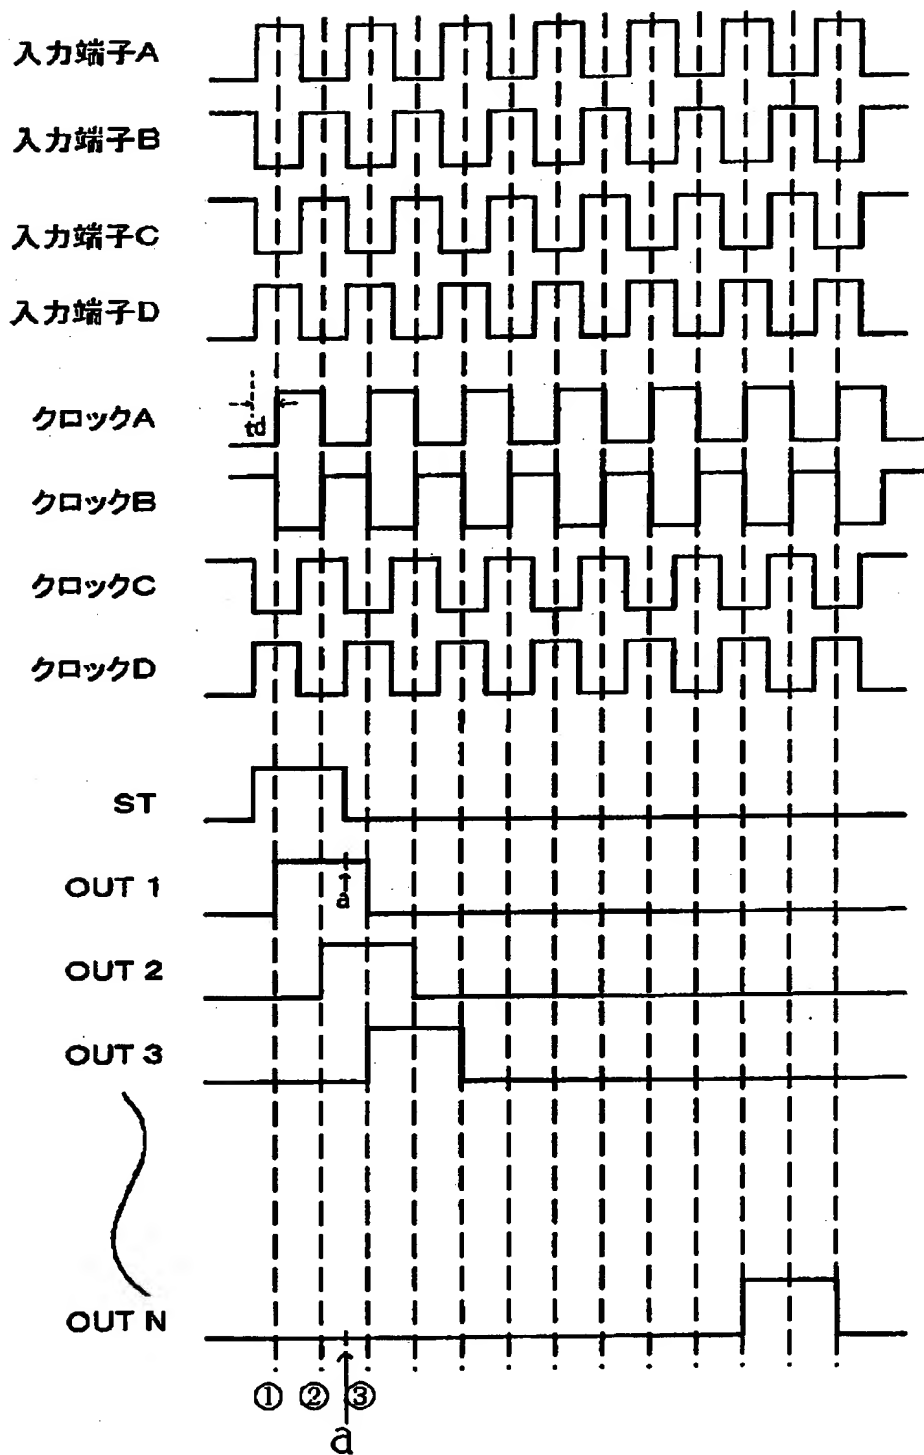 入力端子A
入力端子B
入力端子C
入力端子D
クロックA
td
クロックB
クロックC
クロックD
ST
OUT 1
a
OUT 2
OUT 3
OUT N
① ② ③
a